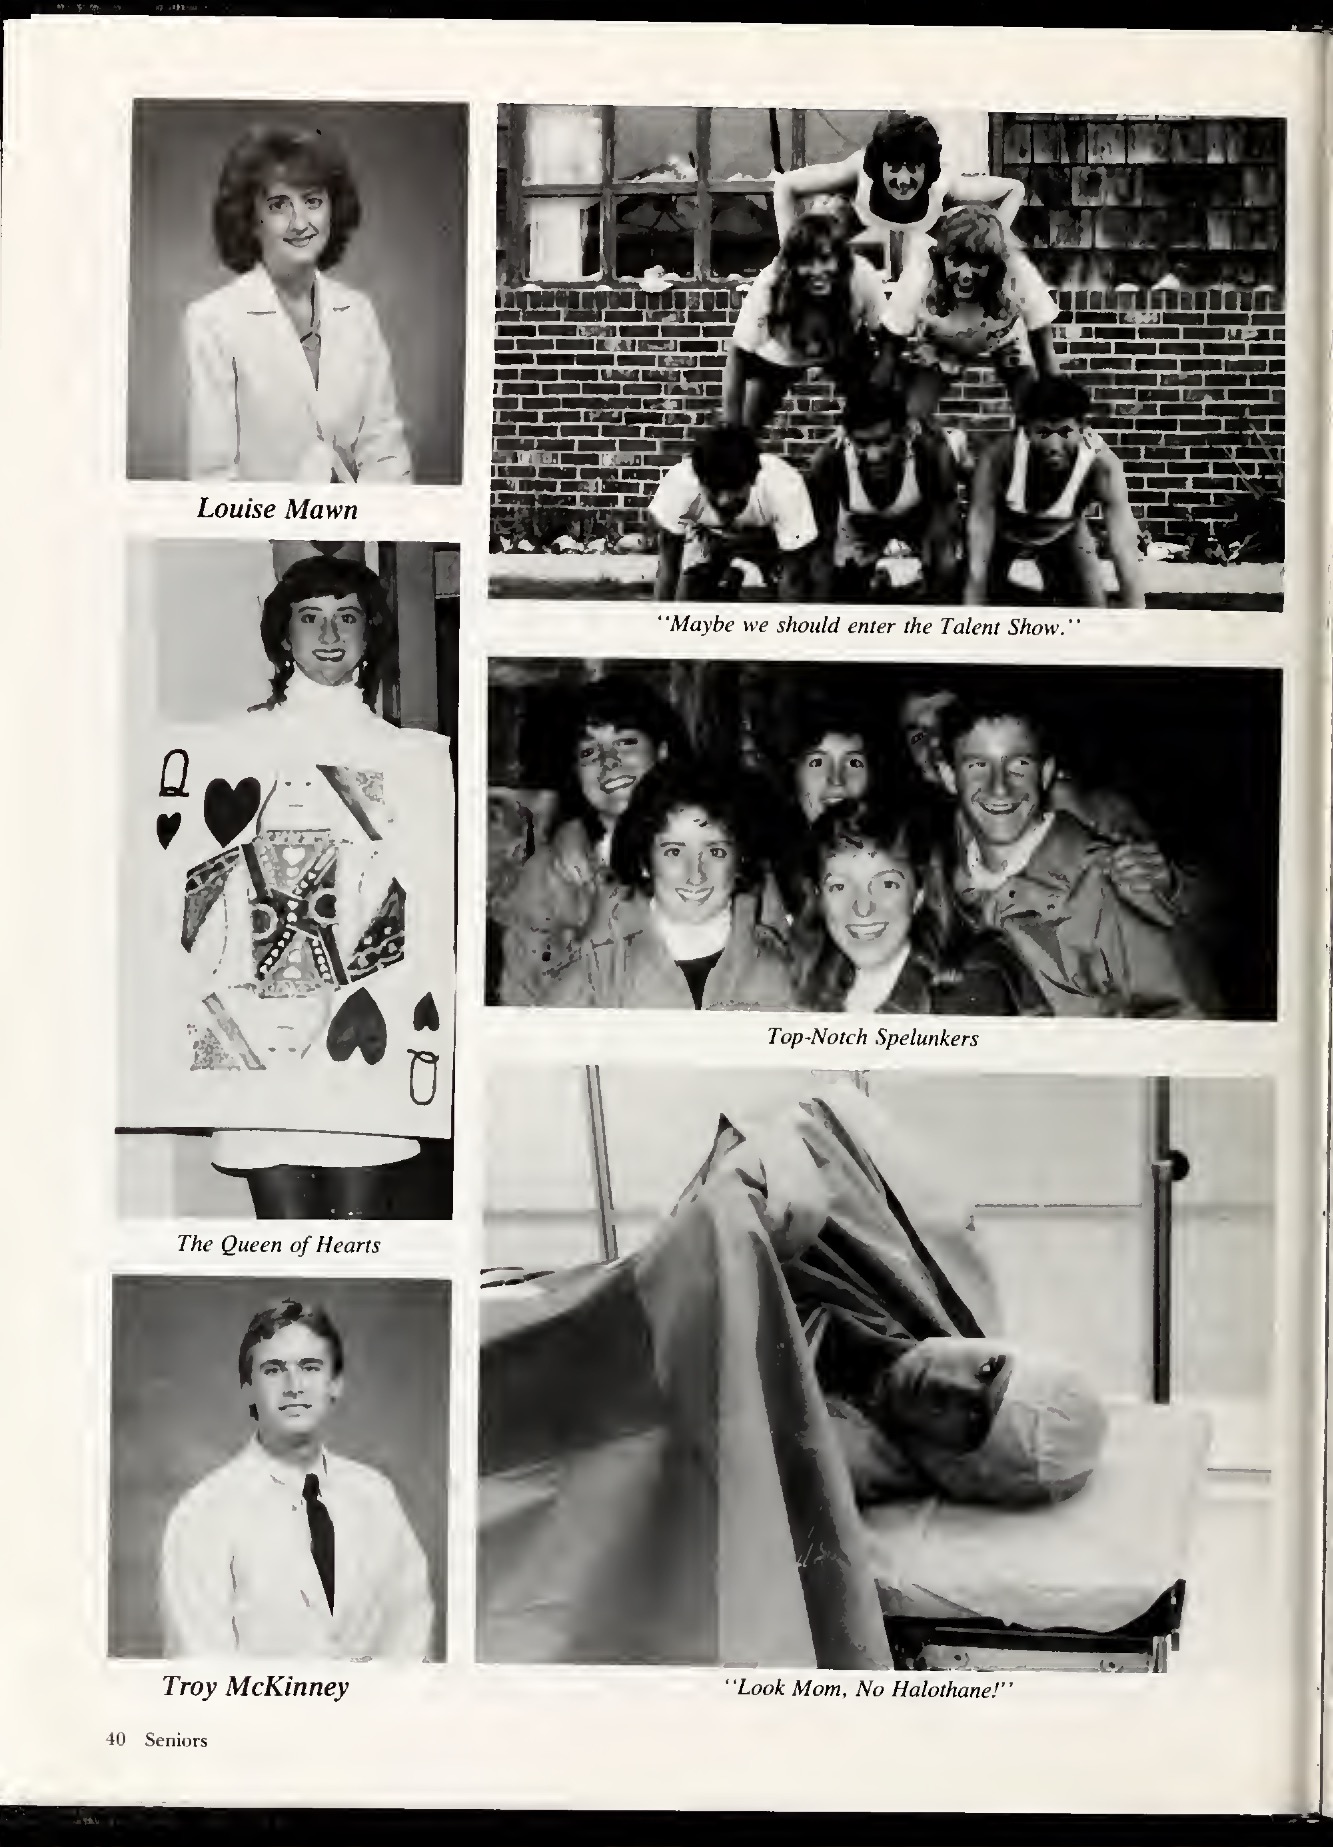 Louise Mawn
"Maybe we should enter the Talent Show."
Q
Q
The Queen of Hearts
Top-Notch Spelunkers
Troy McKinney
"Look Mom, No Halothane!"
40 Seniors